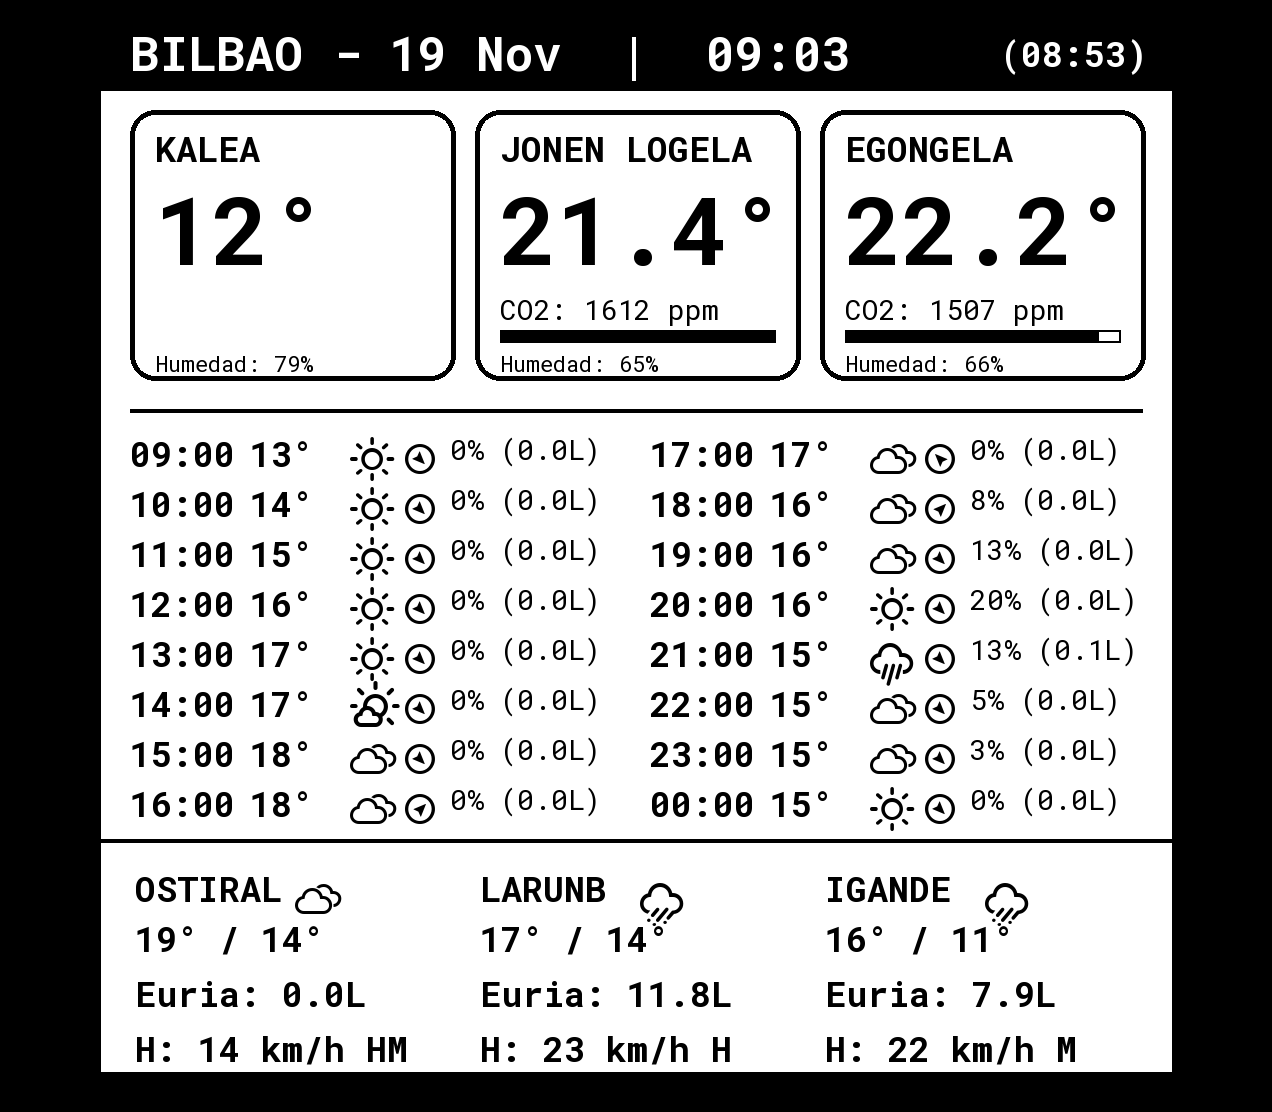 BILBAO - 19 Nov | 09:03 (08:53)
KALEA
12°
Humedad: 79%
JONEN LOGELA
21.4°
CO2: 1612 ppm
Humedad: 65%
EGONGELA
22.2°
CO2: 1507 ppm
Humedad: 66%
09:00 13° 0% (0.0L)
10:00 14° 0% (0.0L)
11:00 15° 0% (0.0L)
12:00 16° 0% (0.0L)
13:00 17° 0% (0.0L)
14:00 17° 0% (0.0L)
15:00 18° 0% (0.0L)
16:00 18° 0% (0.0L)
17:00 17° 0% (0.0L)
18:00 16° 8% (0.0L)
19:00 16° 13% (0.0L)
20:00 16° 20% (0.0L)
21:00 15° 13% (0.1L)
22:00 15° 5% (0.0L)
23:00 15° 3% (0.0L)
00:00 15° 0% (0.0L)
OSTIRAL
19° / 14°
Euria: 0.0L
H: 14 km/h HM
LARUNB
17° / 14°
Euria: 11.8L
H: 23 km/h H
IGANDE
16° / 11°
Euria: 7.9L
H: 22 km/h M